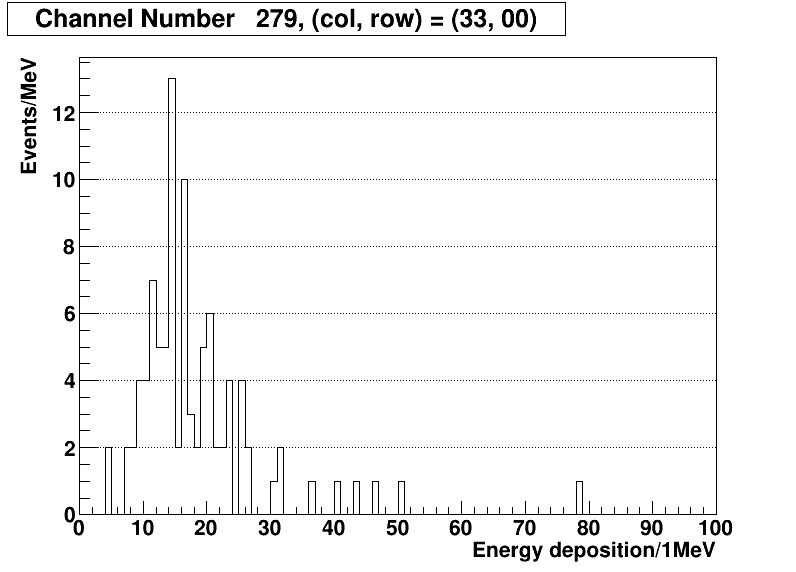 Channel Number 279, (col, row) = (33, 00)
Events/MeV
12
10
8
6
4
2
0
0 10 20 30 40 50 60 70 80 90 100
Energy deposition/1MeV